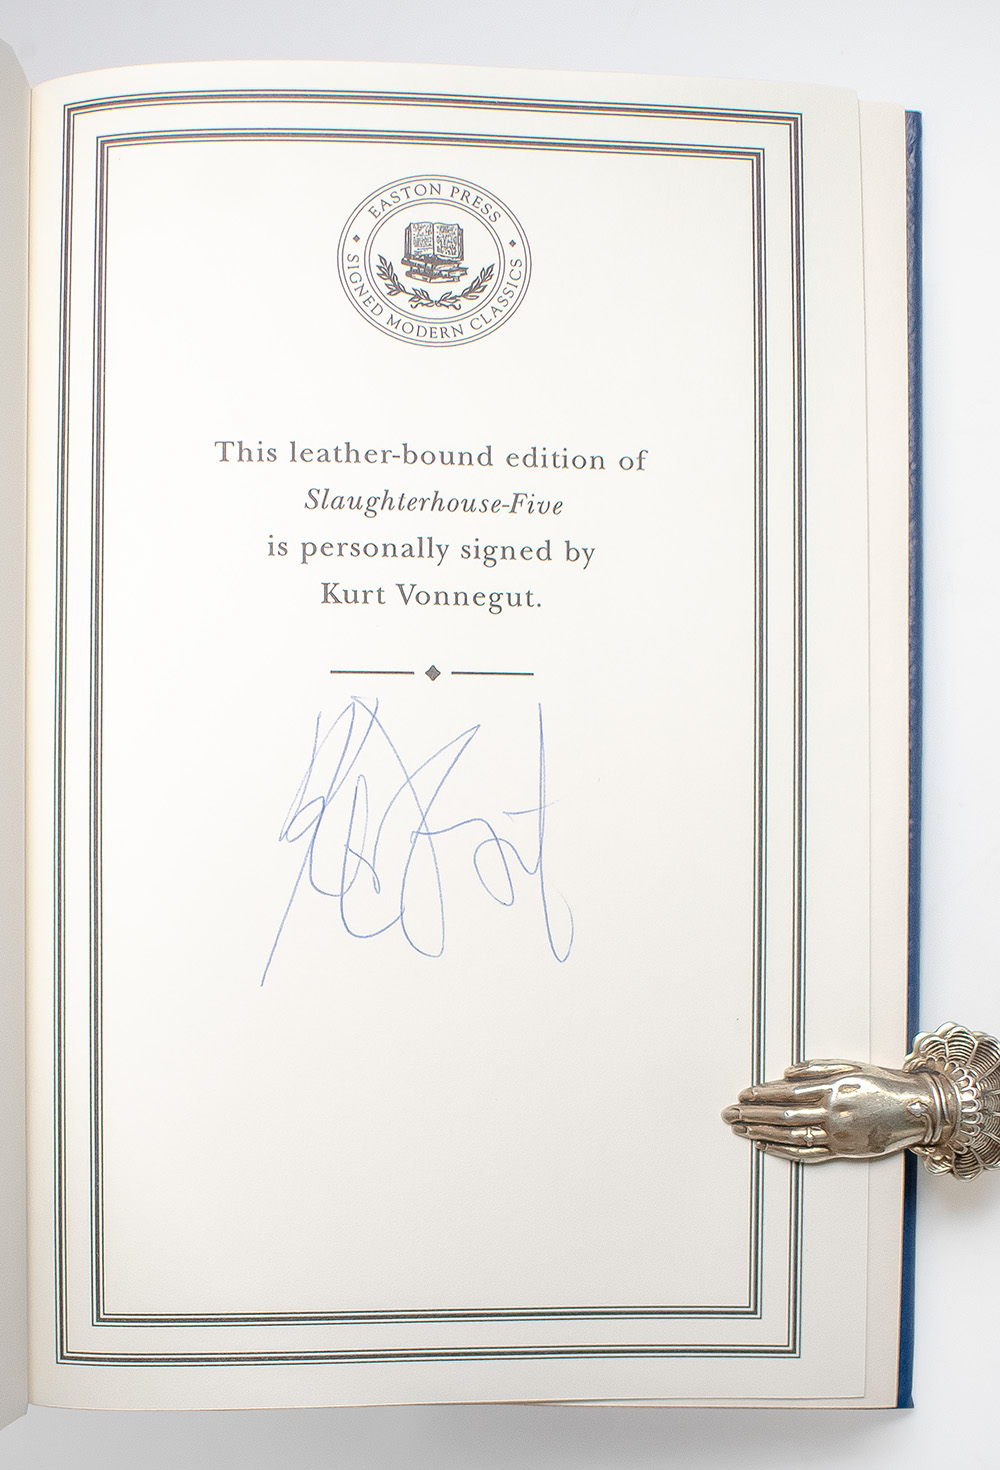 EASTON PRESS
SIGNED MODERN CLASSICS
This leather-bound edition of
Slaughterhouse-Five
is personally signed by
Kurt Vonnegut.